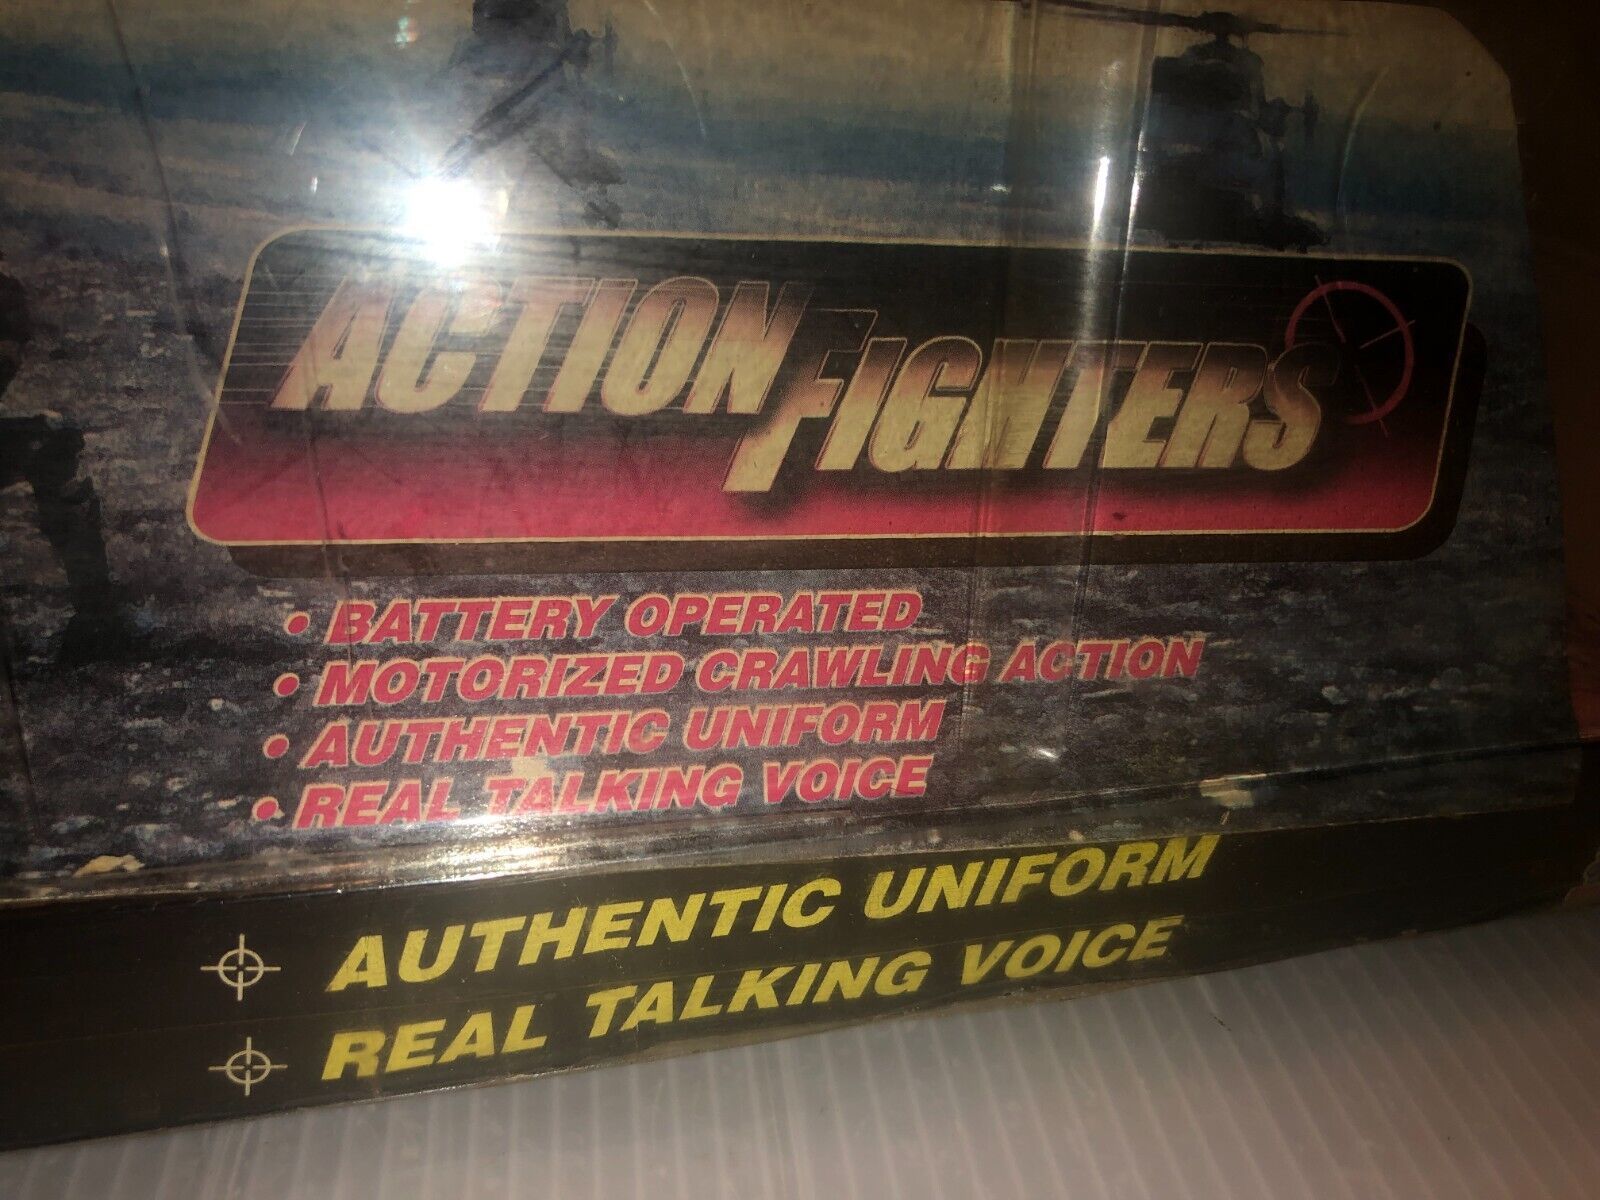 ACTION FIGHTERS
• BATTERY OPERATED
• MOTORIZED CRAWLING ACTION
• AUTHENTIC UNIFORM
• REAL TALKING VOICE
AUTHENTIC UNIFORM
REAL TALKING VOICE